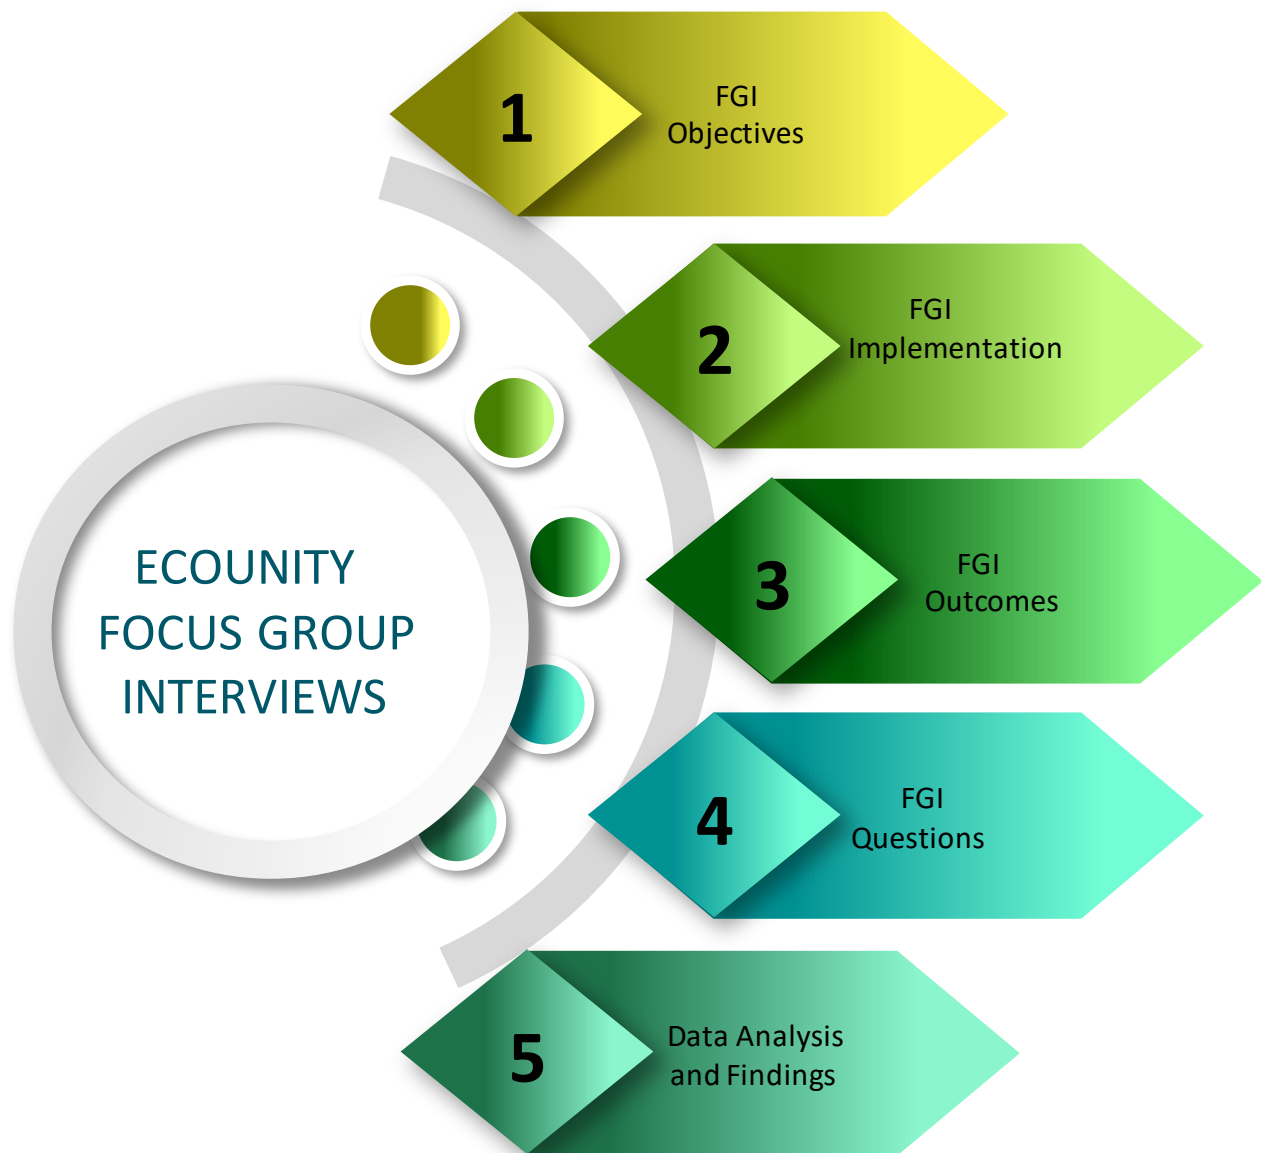 ECOUNITY
FOCUS GROUP
INTERVIEWS
1
FGI
Objectives
2
FGI
Implementation
3
FGI
Outcomes
4
FGI
Questions
5
Data Analysis
and Findings